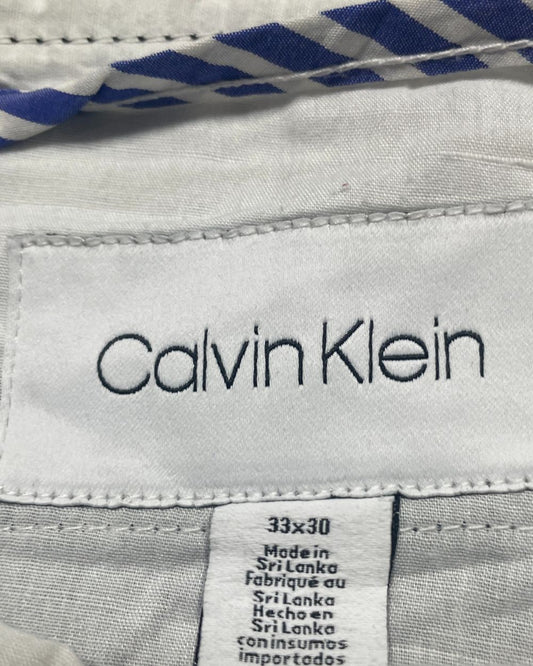 Calvin Klein
33x30
Made in
Sri Lanka
Fabriqué au
Sri Lanka
Hecho en
Sri Lanka
con insumos
importados